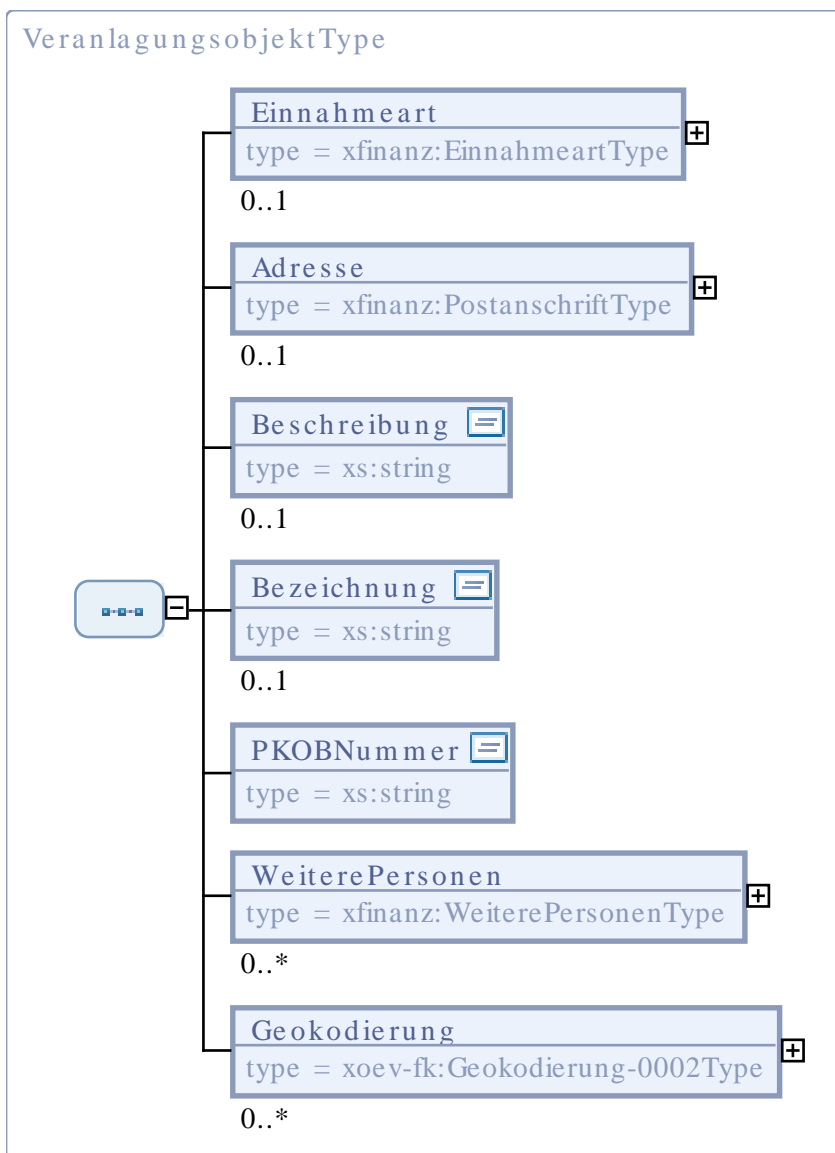 VeranlagungsobjektType
Einnahmeart
type = xfinanz:EinnahmeartType
0..1
Adresse
type = xfinanz:PostanschriftType
0..1
Beschreibung
type = xs:string
0..1
Bezeichnung
type = xs:string
0..1
PKOBNummer
type = xs:string
WeiterePersonen
type = xfinanz:WeiterePersonenType
0..*
Geokodierung
type = xoev-fk:Geokodierung-0002Type
0..*